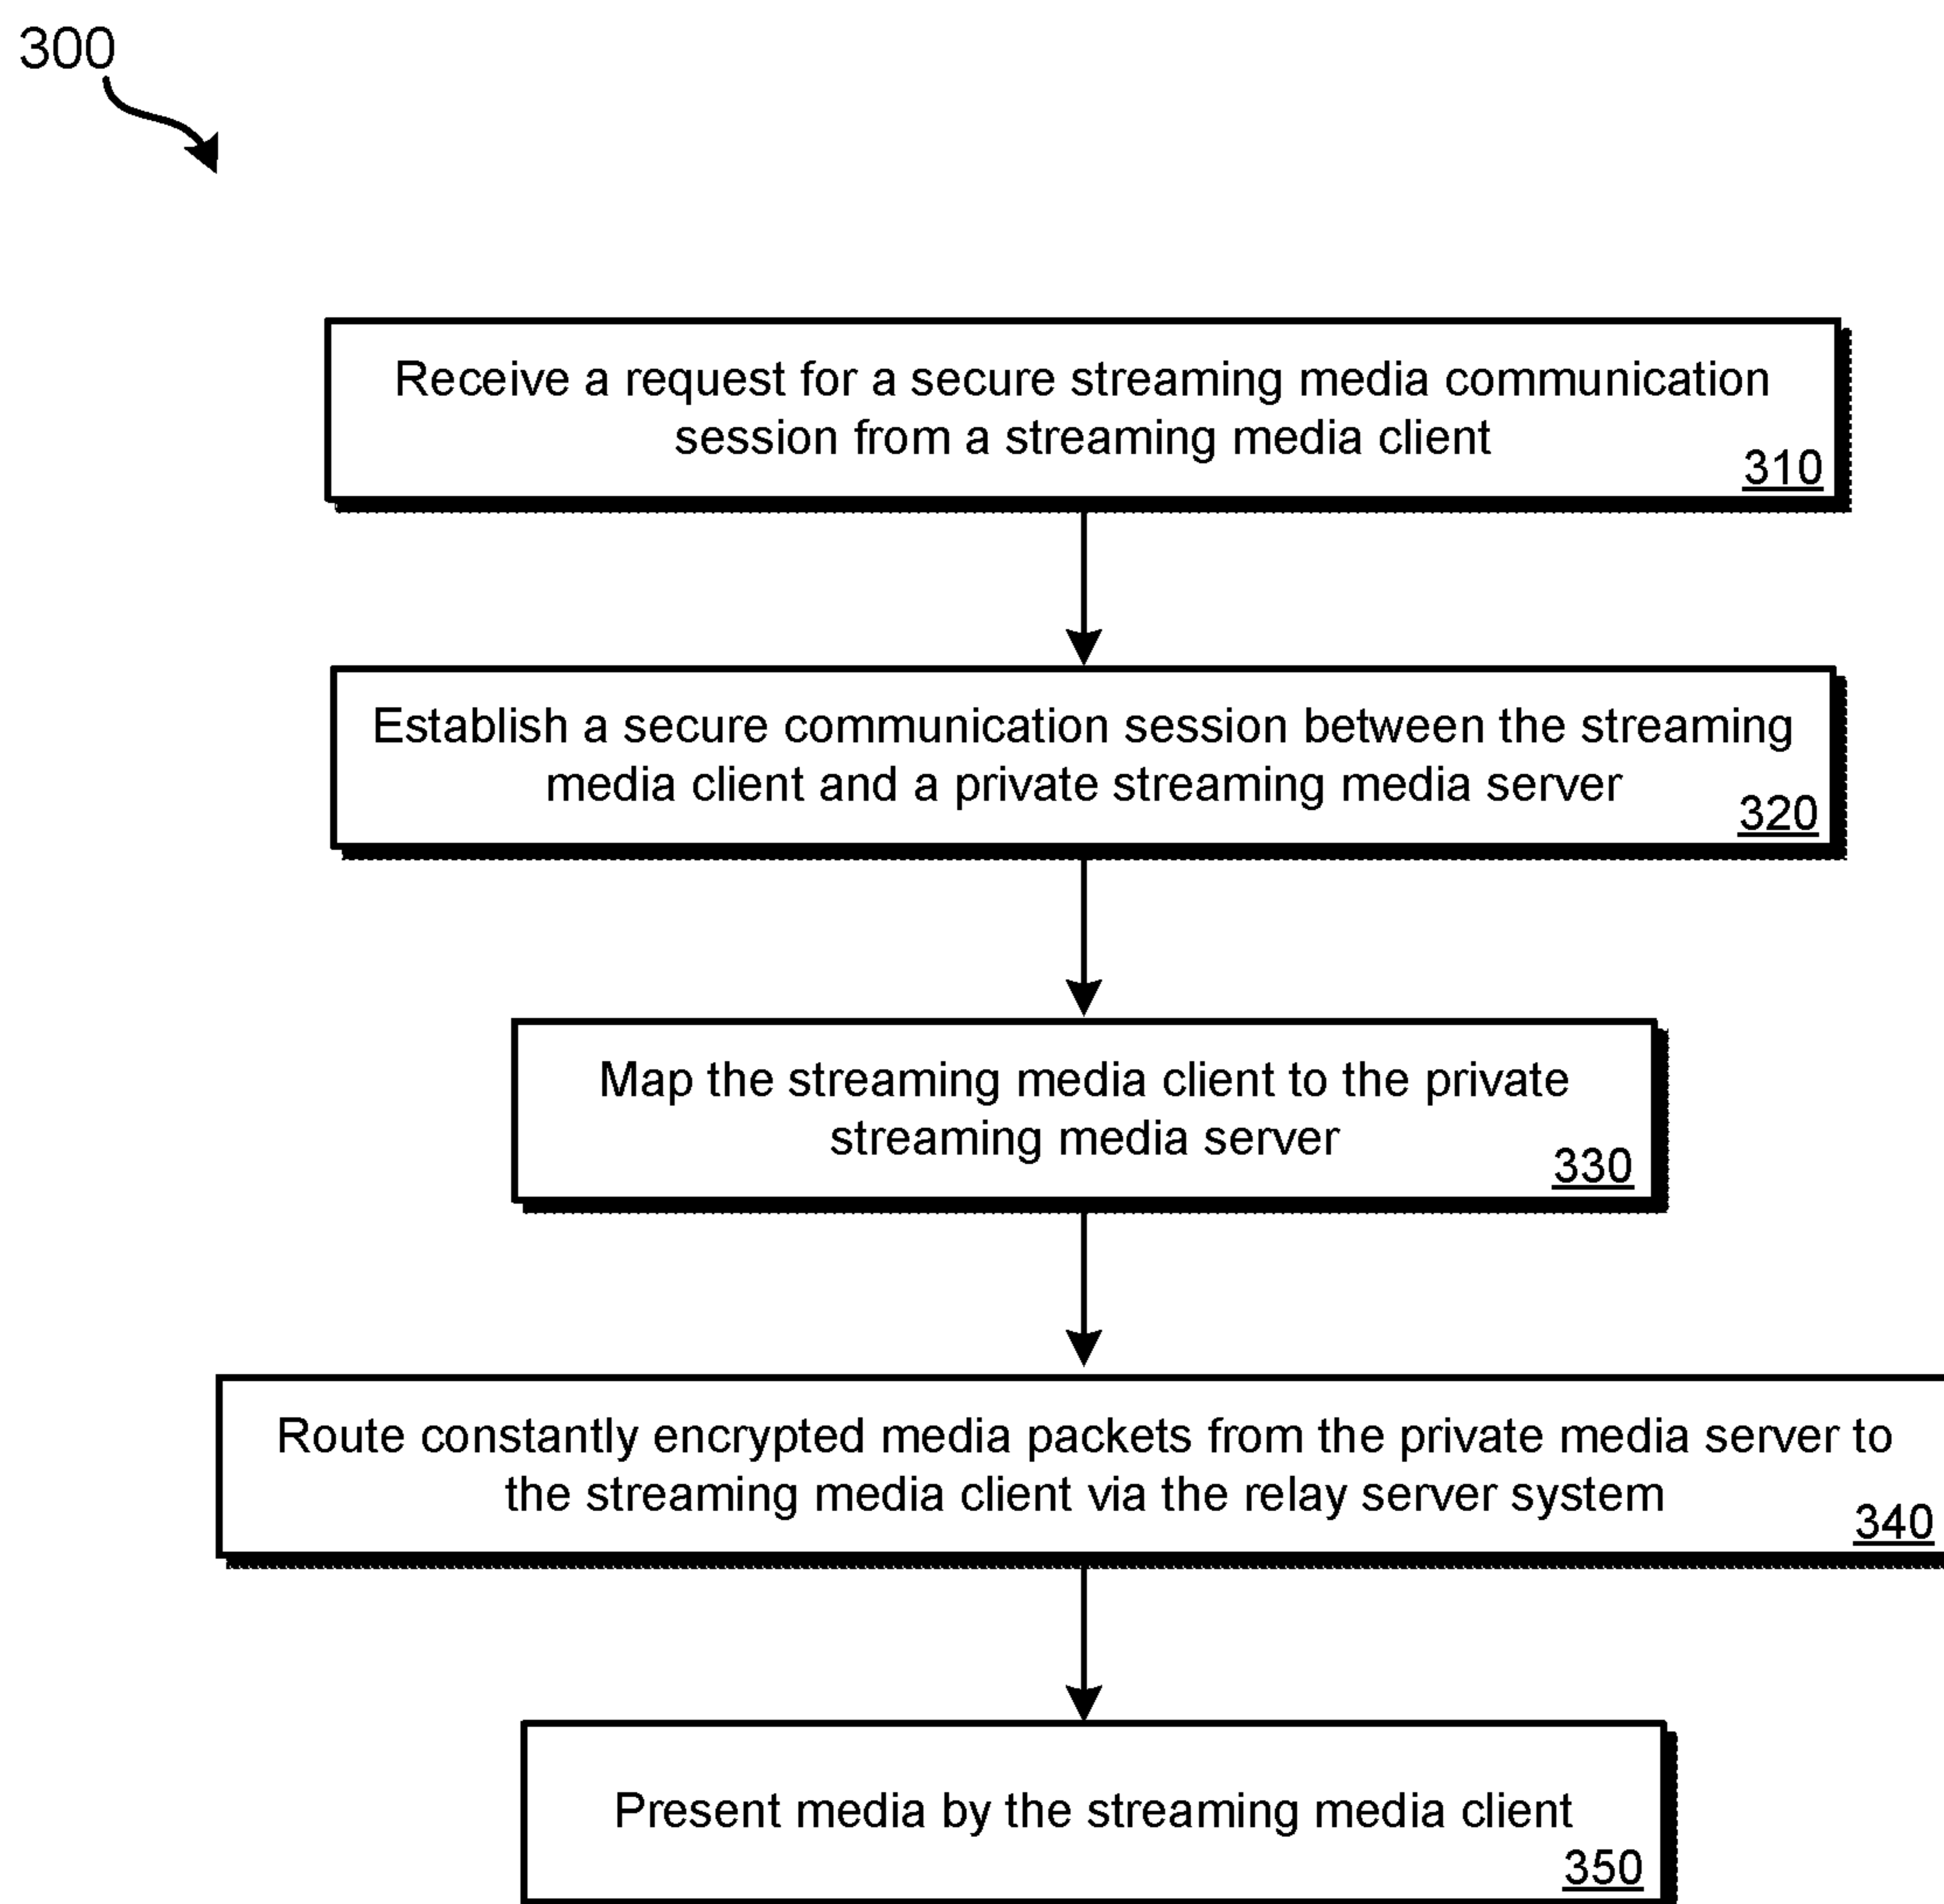 300
Receive a request for a secure streaming media communication
session from a streaming media client
310
Establish a secure communication session between the streaming
media client and a private streaming media server
320
Map the streaming media client to the private
streaming media server
330
Route constantly encrypted media packets from the private media server to
the streaming media client via the relay server system
340
Present media by the streaming media client
350